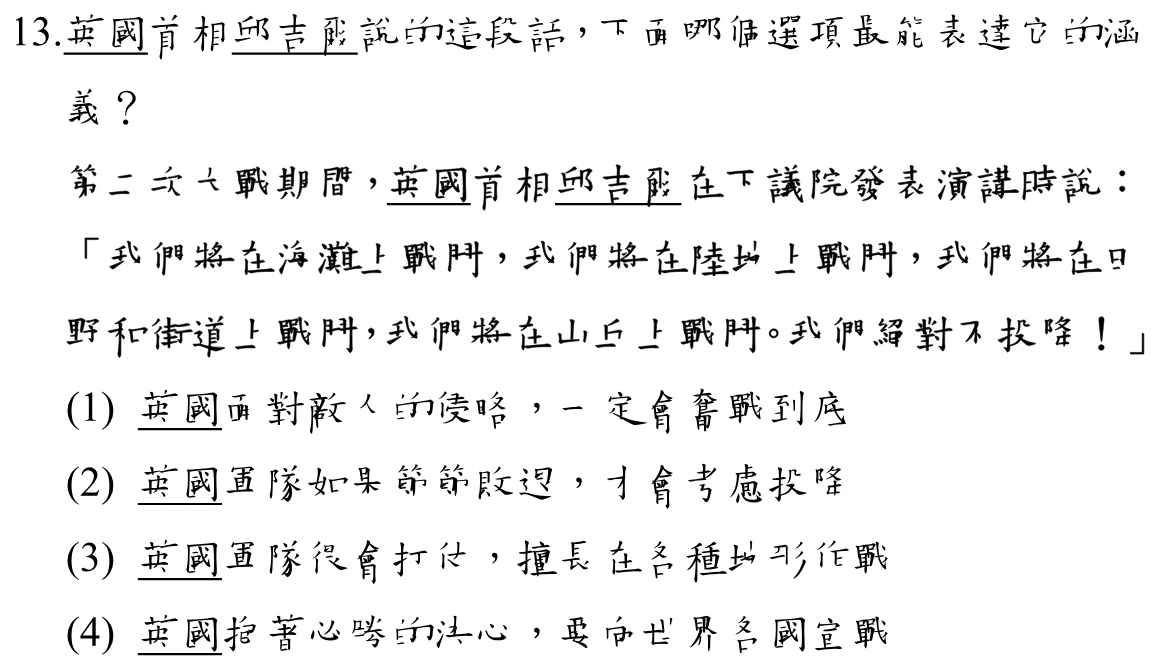 13.英國首相邱吉爾說的這段話，下面哪個選項最能表達它的涵
義？
第二次大戰期間，英國首相邱吉爾在下議院發表演講時說：
「我們將在海灘上戰鬥，我們將在陸地上戰鬥，我們將在田
野和街道上戰鬥，我們將在山丘上戰鬥。我們絕對不投降！」
(1) 英國面對敵人的侵略，一定會奮戰到底
(2) 英國軍隊如果節節敗退，才會考慮投降
(3) 英國軍隊很會打仗，擅長在各種地形作戰
(4) 英國抱著必勝的決心，要向世界各國宣戰